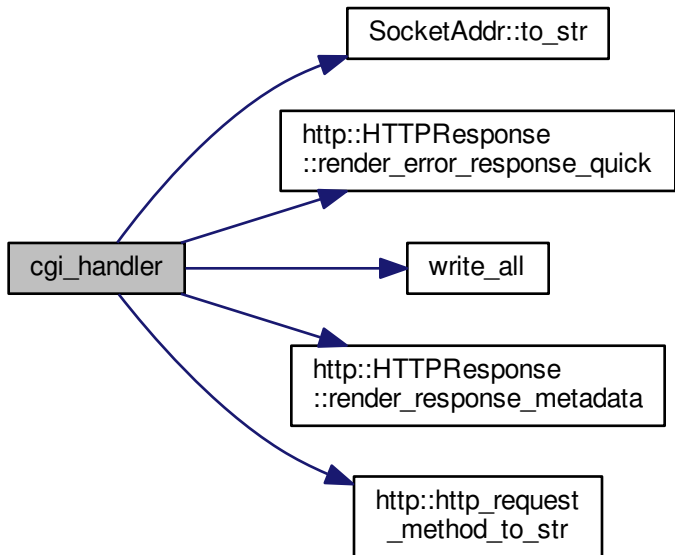 SocketAddr::to_str
http::HTTPResponse
::render_error_response_quick
cgi_handler
write_all
http::HTTPResponse
::render_response_metadata
http::http_request
_method_to_str